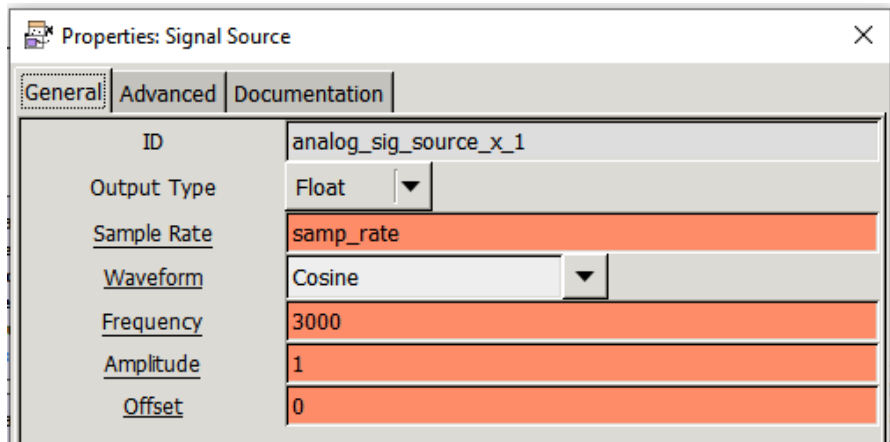 Properties: Signal Source
General Advanced Documentation
ID analog_sig_source_x_1
Output Type Float
Sample Rate samp_rate
Waveform Cosine
Frequency 3000
Amplitude 1
Offset 0